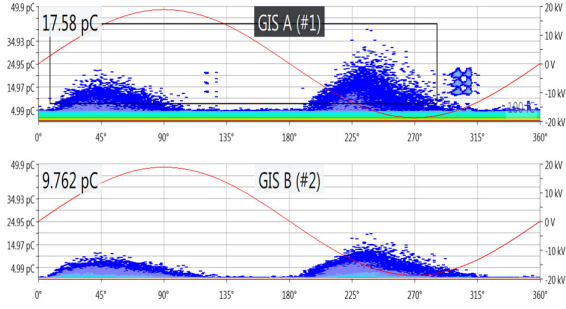 49.9 pC
34.93 pC
24.95 pC
14.97 pC
4.99 pC
17.58 pC
GIS A (#1)
20 kV
10 kV
0 V
-10 kV
-20 kV
0°
45°
90°
135°
180°
225°
270°
315°
360°
49.9 pC
34.93 pC
24.95 pC
14.97 pC
4.99 pC
9.762 pC
GIS B (#2)
20 kV
10 kV
0 V
-10 kV
-20 kV
0°
45°
90°
135°
180°
225°
270°
315°
360°